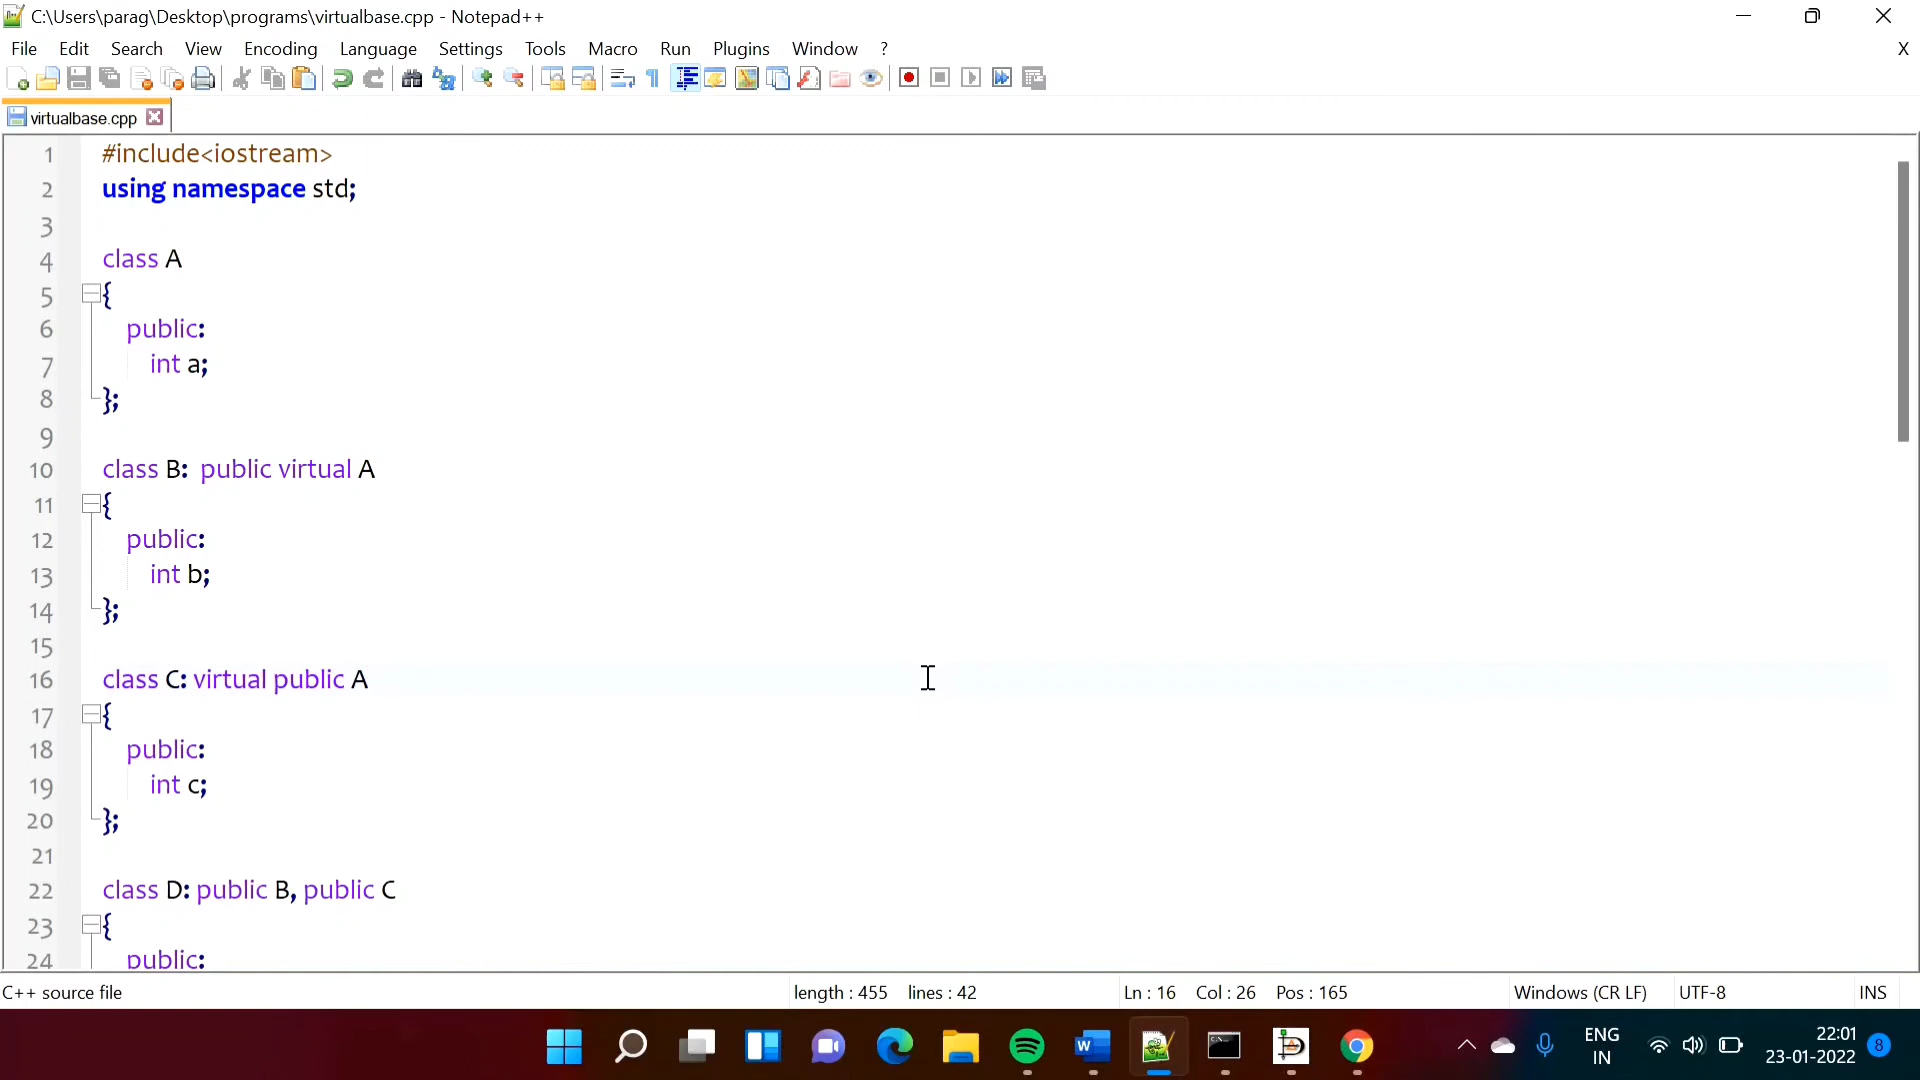 C:\Users\parag\Desktop\programs\virtualbase.cpp - Notepad++
File Edit Search View Encoding Language Settings Tools Macro Run Plugins Window ? X
virtualbase.cpp
1 #include<iostream>
2 using namespace std;
3
4 class A
5 {
6 public:
7 int a;
8 };
9
10 class B: public virtual A
11 {
12 public:
13 int b;
14 };
15
16 class C: virtual public A
17 {
18 public:
19 int c;
20 };
21
22 class D: public B, public C
23 {
24 public:
C++ source file length : 455 lines : 42 Ln : 16 Col : 26 Pos : 165 Windows (CR LF) UTF-8 INS
ENG 22:01
IN 23-01-2022 8